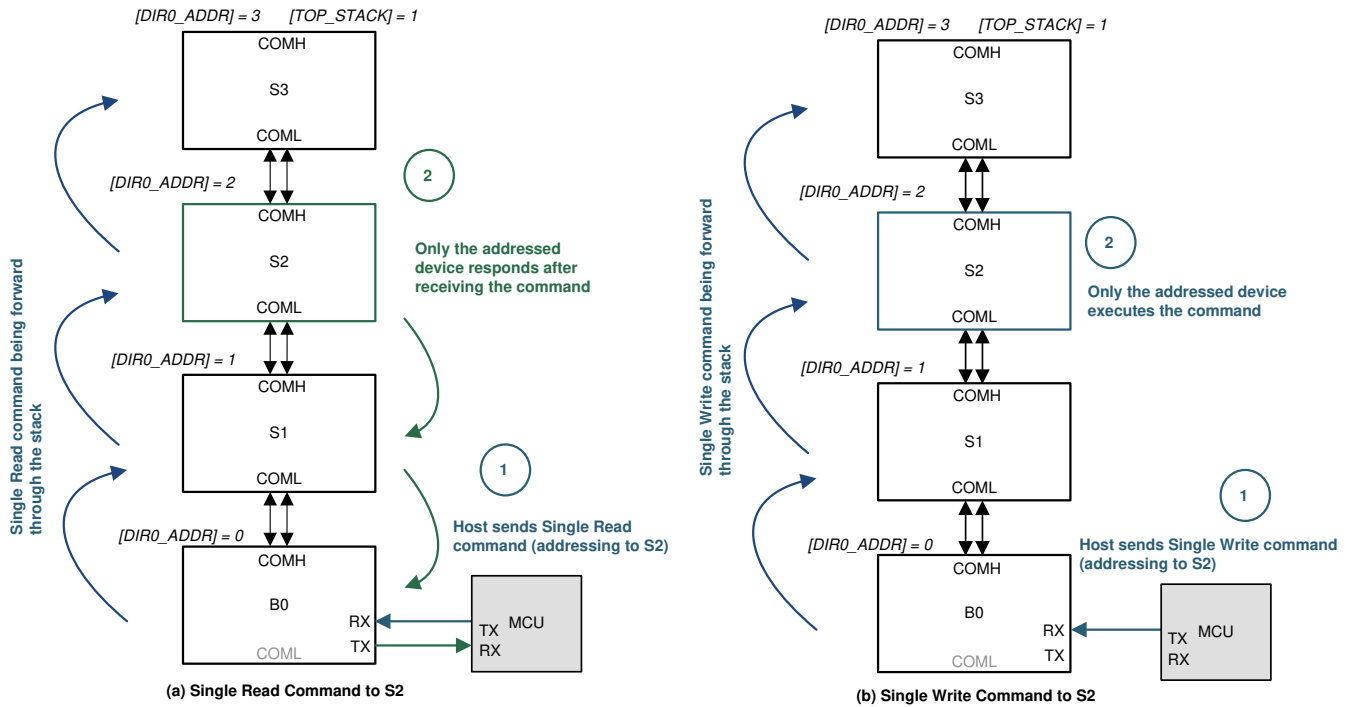 [DIR0_ADDR] = 3 [TOP_STACK] = 1
COMH
S3
COML
[DIR0_ADDR] = 2
COMH
S2
COML
[DIR0_ADDR] = 1
COMH
S1
COML
[DIR0_ADDR] = 0
COMH
B0
RX
TX
COML
TX
RX
MCU
Single Read command being forward
through the stack
2
Only the addressed
device responds after
receiving the command
1
Host sends Single Read
command (addressing to S2)
(a) Single Read Command to S2
[DIR0_ADDR] = 3 [TOP_STACK] = 1
COMH
S3
COML
[DIR0_ADDR] = 2
COMH
S2
COML
[DIR0_ADDR] = 1
COMH
S1
COML
[DIR0_ADDR] = 0
COMH
B0
RX
TX
COML
TX
RX
MCU
Single Write command being forward
through the stack
2
Only the addressed device
executes the command
1
Host sends Single Write command
(addressing to S2)
(b) Single Write Command to S2